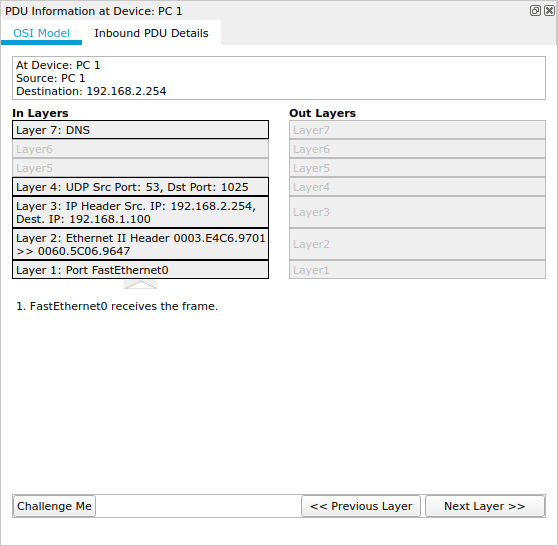 PDU Information at Device: PC 1
OSI Model
Inbound PDU Details
At Device: PC 1
Source: PC 1
Destination: 192.168.2.254
In Layers
Layer 7: DNS
Layer6
Layer5
Layer 4: UDP Src Port: 53, Dst Port: 1025
Layer 3: IP Header Src. IP: 192.168.2.254,
Dest. IP: 192.168.1.100
Layer 2: Ethernet II Header 0003.E4C6.9701
>> 0060.5C06.9647
Layer 1: Port FastEthernet0
Out Layers
Layer7
Layer6
Layer5
Layer4
Layer3
Layer2
Layer1
1. FastEthernet0 receives the frame.
Challenge Me
<< Previous Layer
Next Layer >>